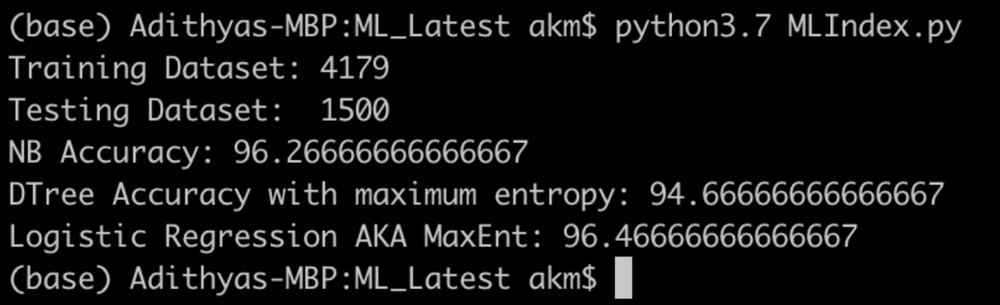 (base) Adithyas-MBP:ML_Latest akm$ python3.7 MLIndex.py
Training Dataset: 4179
Testing Dataset:  1500
NB Accuracy: 96.26666666666667
DTree Accuracy with maximum entropy: 94.66666666666667
Logistic Regression AKA MaxEnt: 96.46666666666667
(base) Adithyas-MBP:ML_Latest akm$